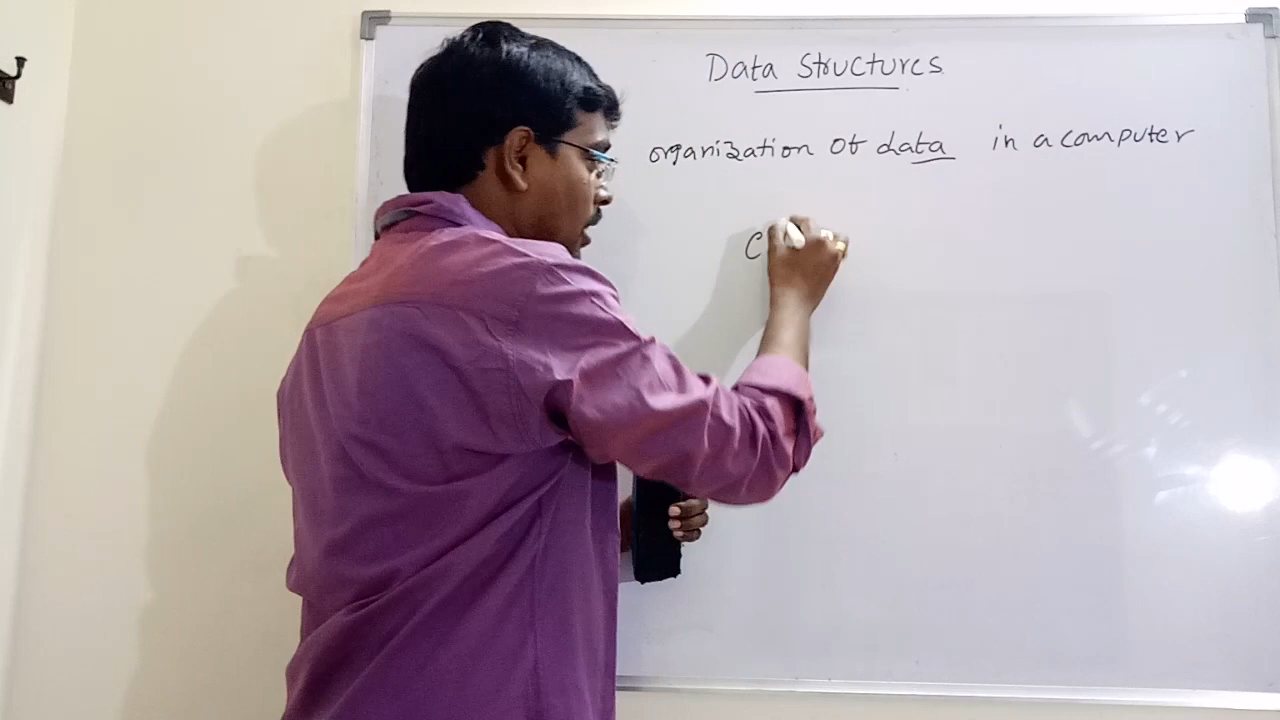 Data Structures
organization of data in a computer
C